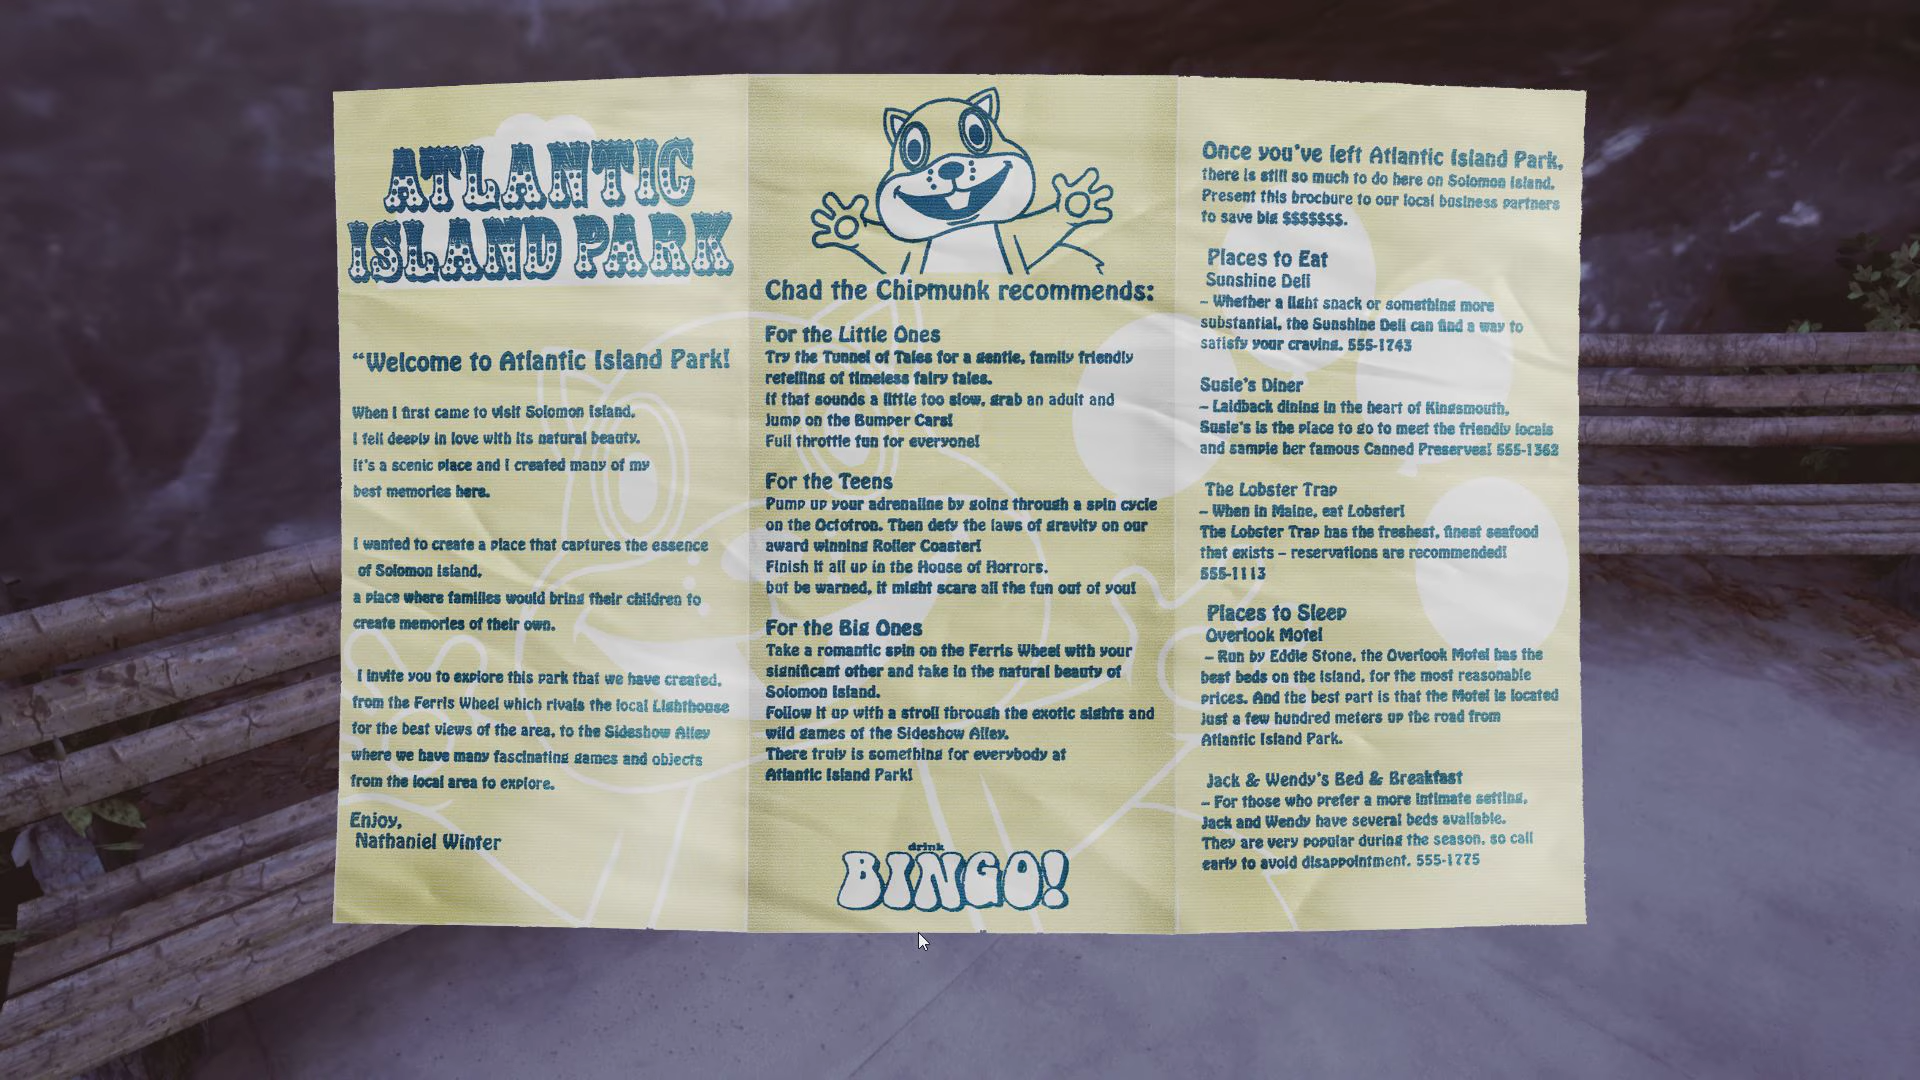 ATLANTIC
ISLAND PARK
“Welcome to Atlantic Island Park!
When I first came to visit Solomon Island,
I fell deeply in love with its natural beauty.
It's a scenic place and I created many of my
best memories here.
I wanted to create a place that captures the essence
of Solomon Island,
a place where families would bring their children to
create memories of their own.
I invite you to explore this park that we have created,
from the Ferris Wheel which rivals the local Lighthouse
for the best views of the area, to the Sideshow Alley
where we have many fascinating games and objects
from the local area to explore.
Enjoy,
Nathaniel Winter
Chad the Chipmunk recommends:
For the Little Ones
Try the Tunnel of Tales for a gentle, family friendly
retelling of timeless fairy tales.
If that sounds a little too slow, grab an adult and
jump on the Bumper Cars!
Full throttle fun for everyone!
For the Teens
Pump up your adrenaline by going through a spin cycle
on the Octotron. Then defy the laws of gravity on our
award winning Roller Coaster!
Finish it all up in the House of Horrors.
but be warned, it might scare all the fun out of you!
For the Big Ones
Take a romantic spin on the Ferris Wheel with your
significant other and take in the natural beauty of
Solomon Island.
Follow it up with a stroll through the exotic sights and
wild games of the Sideshow Alley.
There truly is something for everybody at
Atlantic Island Park!
drink
BINGO!
Once you've left Atlantic Island Park,
there is still so much to do here on Solomon Island.
Present this brochure to our local business partners
to save big $$$$$$$.
Places to Eat
Sunshine Deli
– Whether a light snack or something more
substantial, the Sunshine Deli can find a way to
satisfy your craving. 555-1743
Susie's Diner
– Laidback dining in the heart of Kingsmouth,
Susie's is the place to go to meet the friendly locals
and sample her famous Canned Preserves! 555-1362
The Lobster Trap
– When in Maine, eat Lobster!
The Lobster Trap has the freshest, finest seafood
that exists – reservations are recommended!
555-1113
Places to Sleep
Overlook Motel
– Run by Eddie Stone, the Overlook Motel has the
best beds on the Island, for the most reasonable
prices. And the best part is that the Motel is located
just a few hundred meters up the road from
Atlantic Island Park.
Jack & Wendy's Bed & Breakfast
– For those who prefer a more intimate setting,
Jack and Wendy have several beds available.
They are very popular during the season, so call
early to avoid disappointment. 555-1775